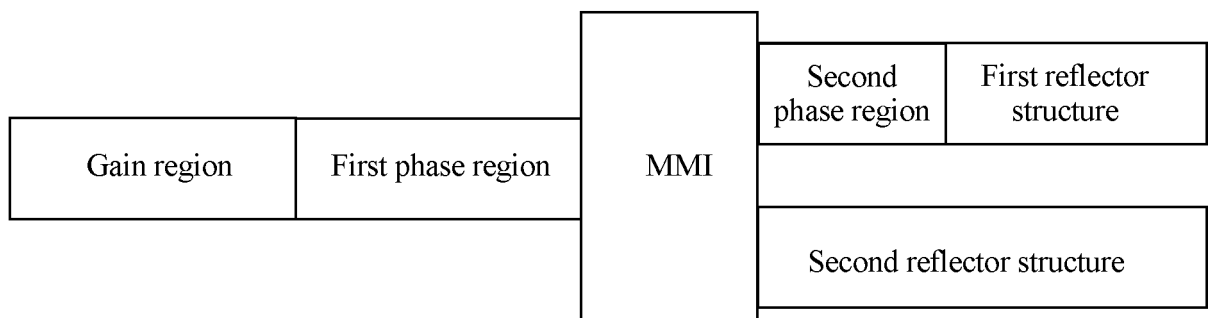 Gain region
First phase region
MMI
Second
phase region
First reflector
structure
Second reflector structure